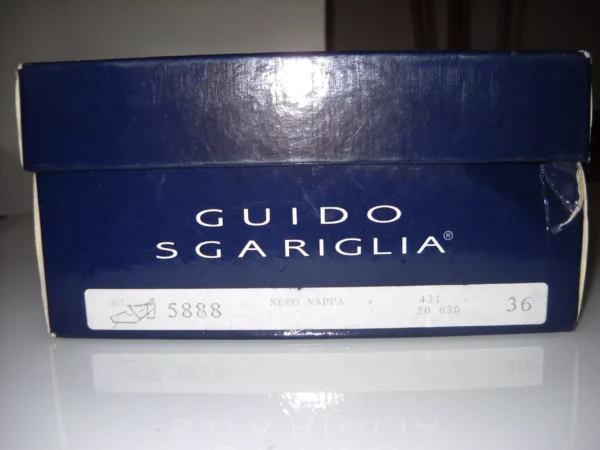 GUIDO
SGARIGLIA®
5888 NERO NAPPA 431 36
50 630